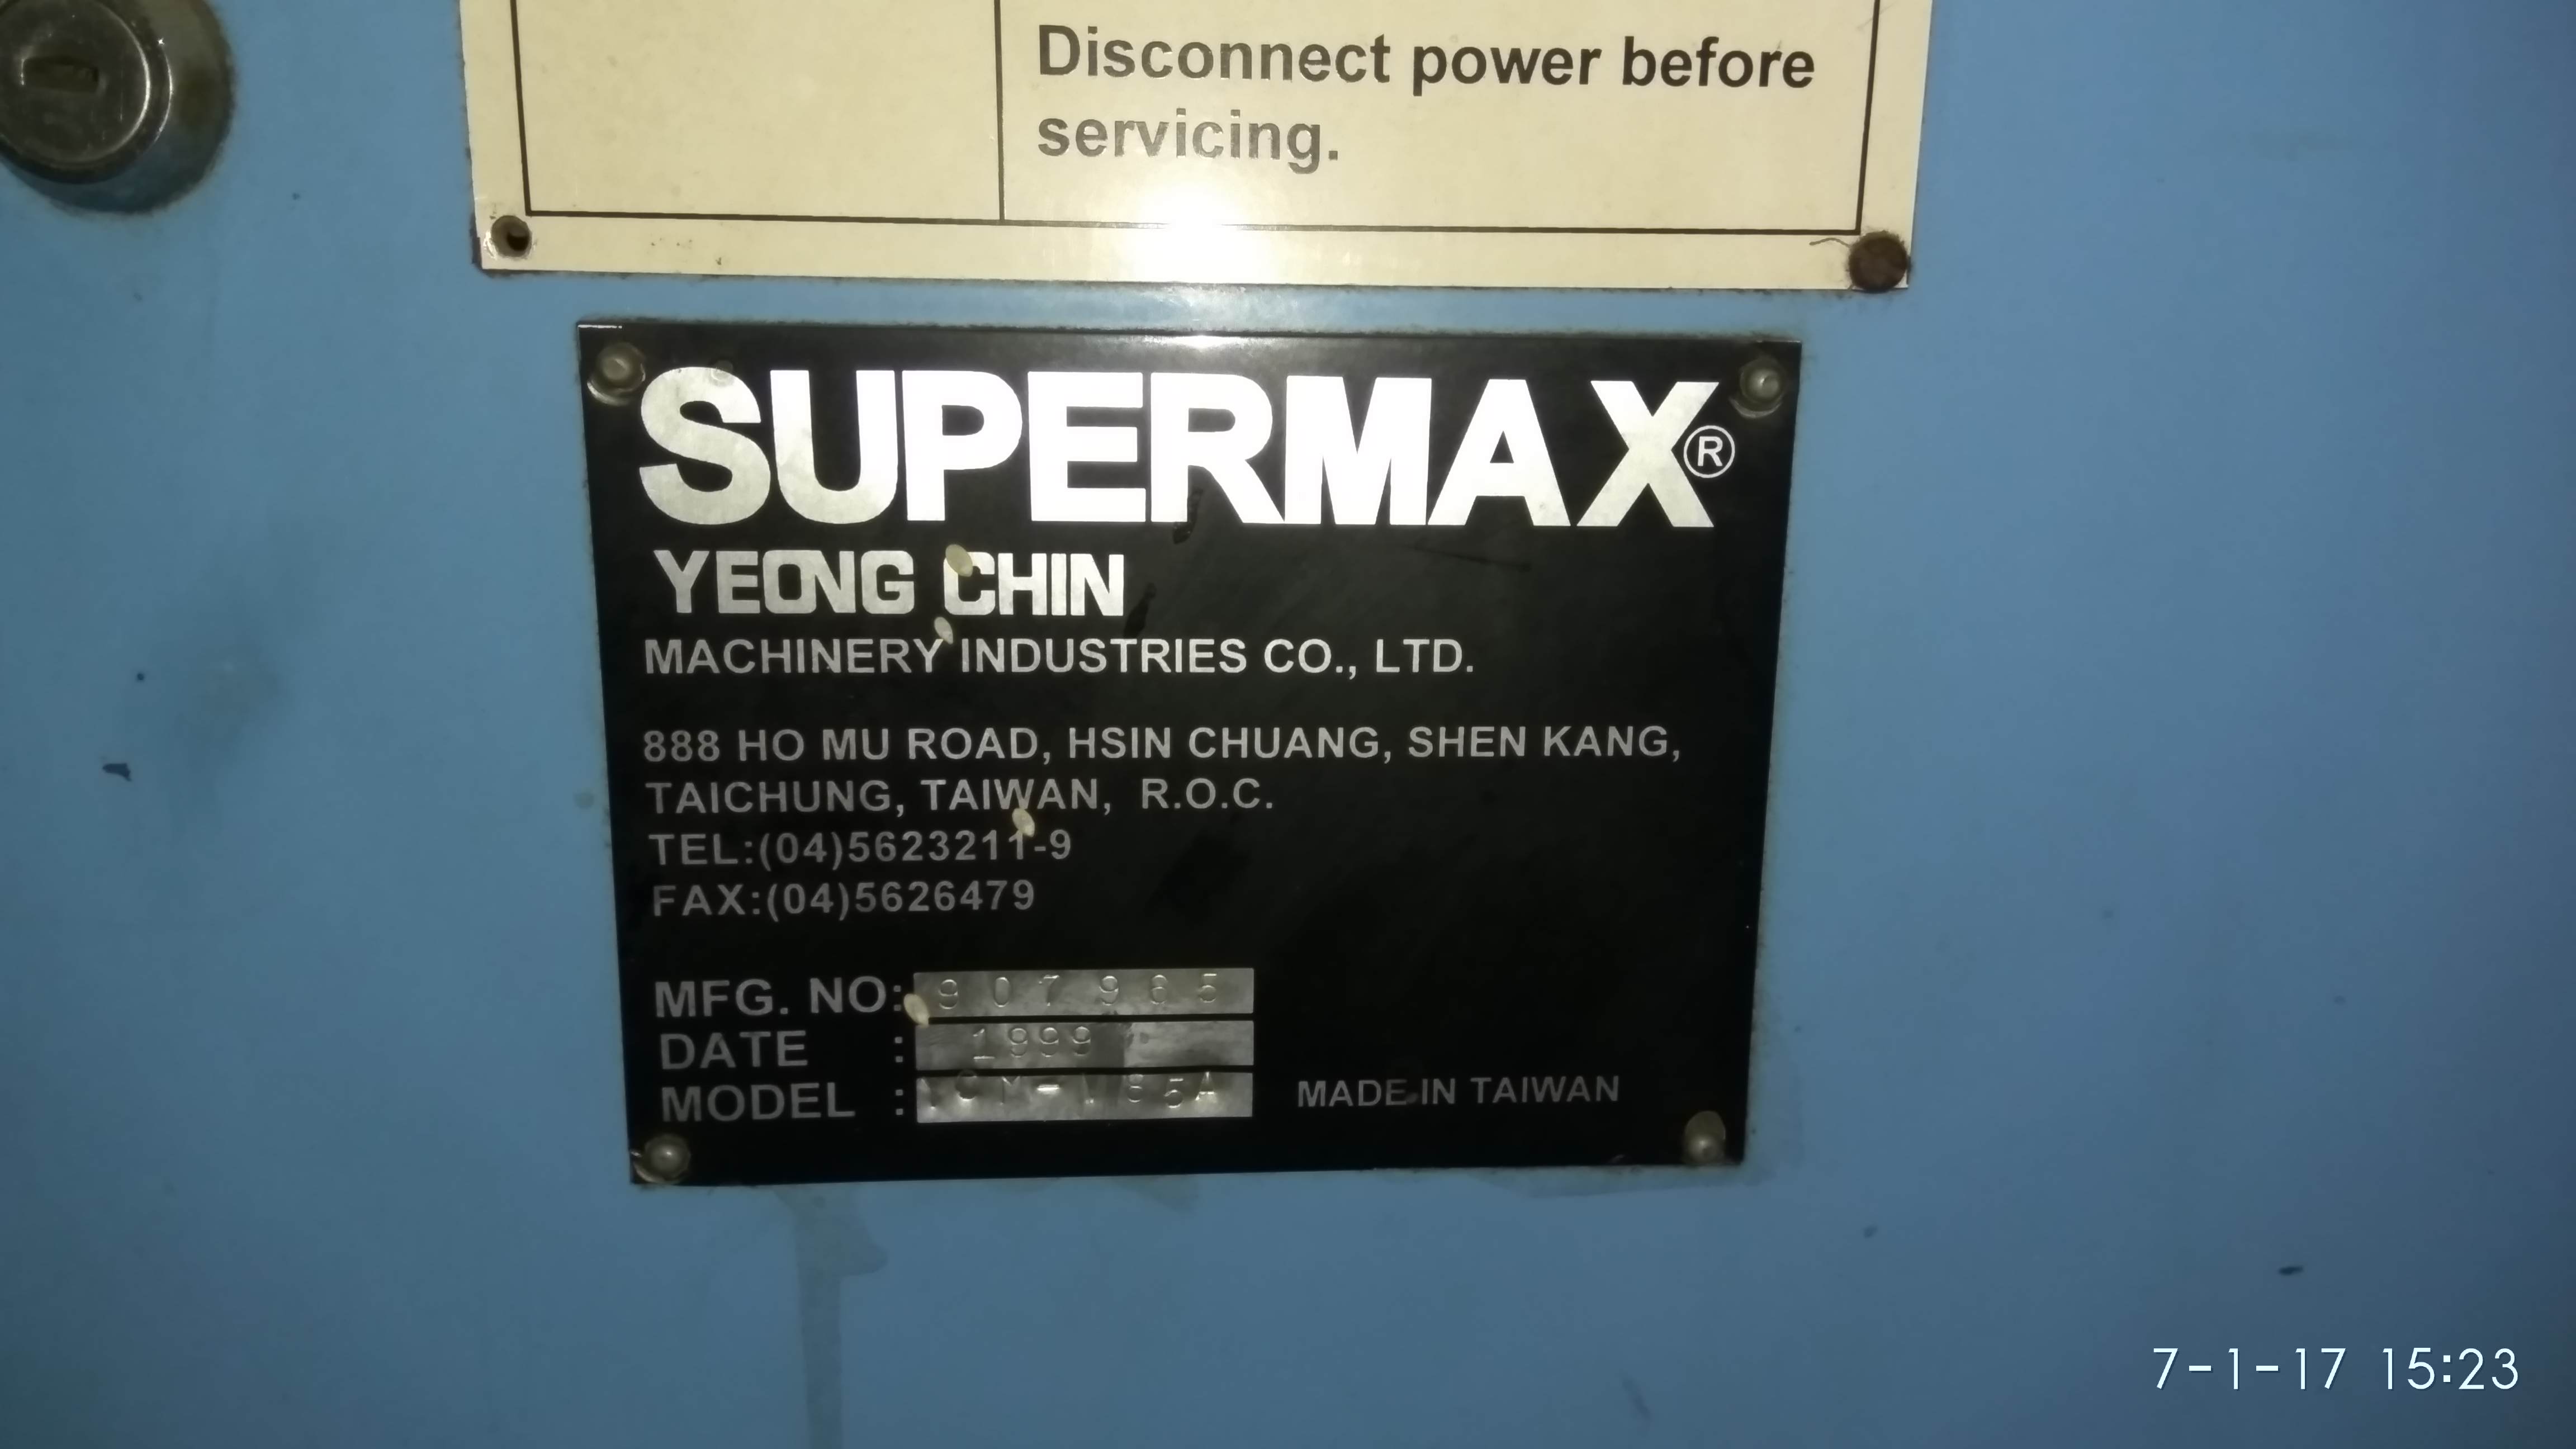 Disconnect power before
servicing.
SUPERMAX®
YEONG CHIN
MACHINERY INDUSTRIES CO., LTD.
888 HO MU ROAD, HSIN CHUANG, SHEN KANG,
TAICHUNG, TAIWAN, R.O.C.
TEL:(04)5623211-9
FAX:(04)5626479
MFG. NO:
DATE : 1999
MODEL :
MADE IN TAIWAN
7-1-17 15:23